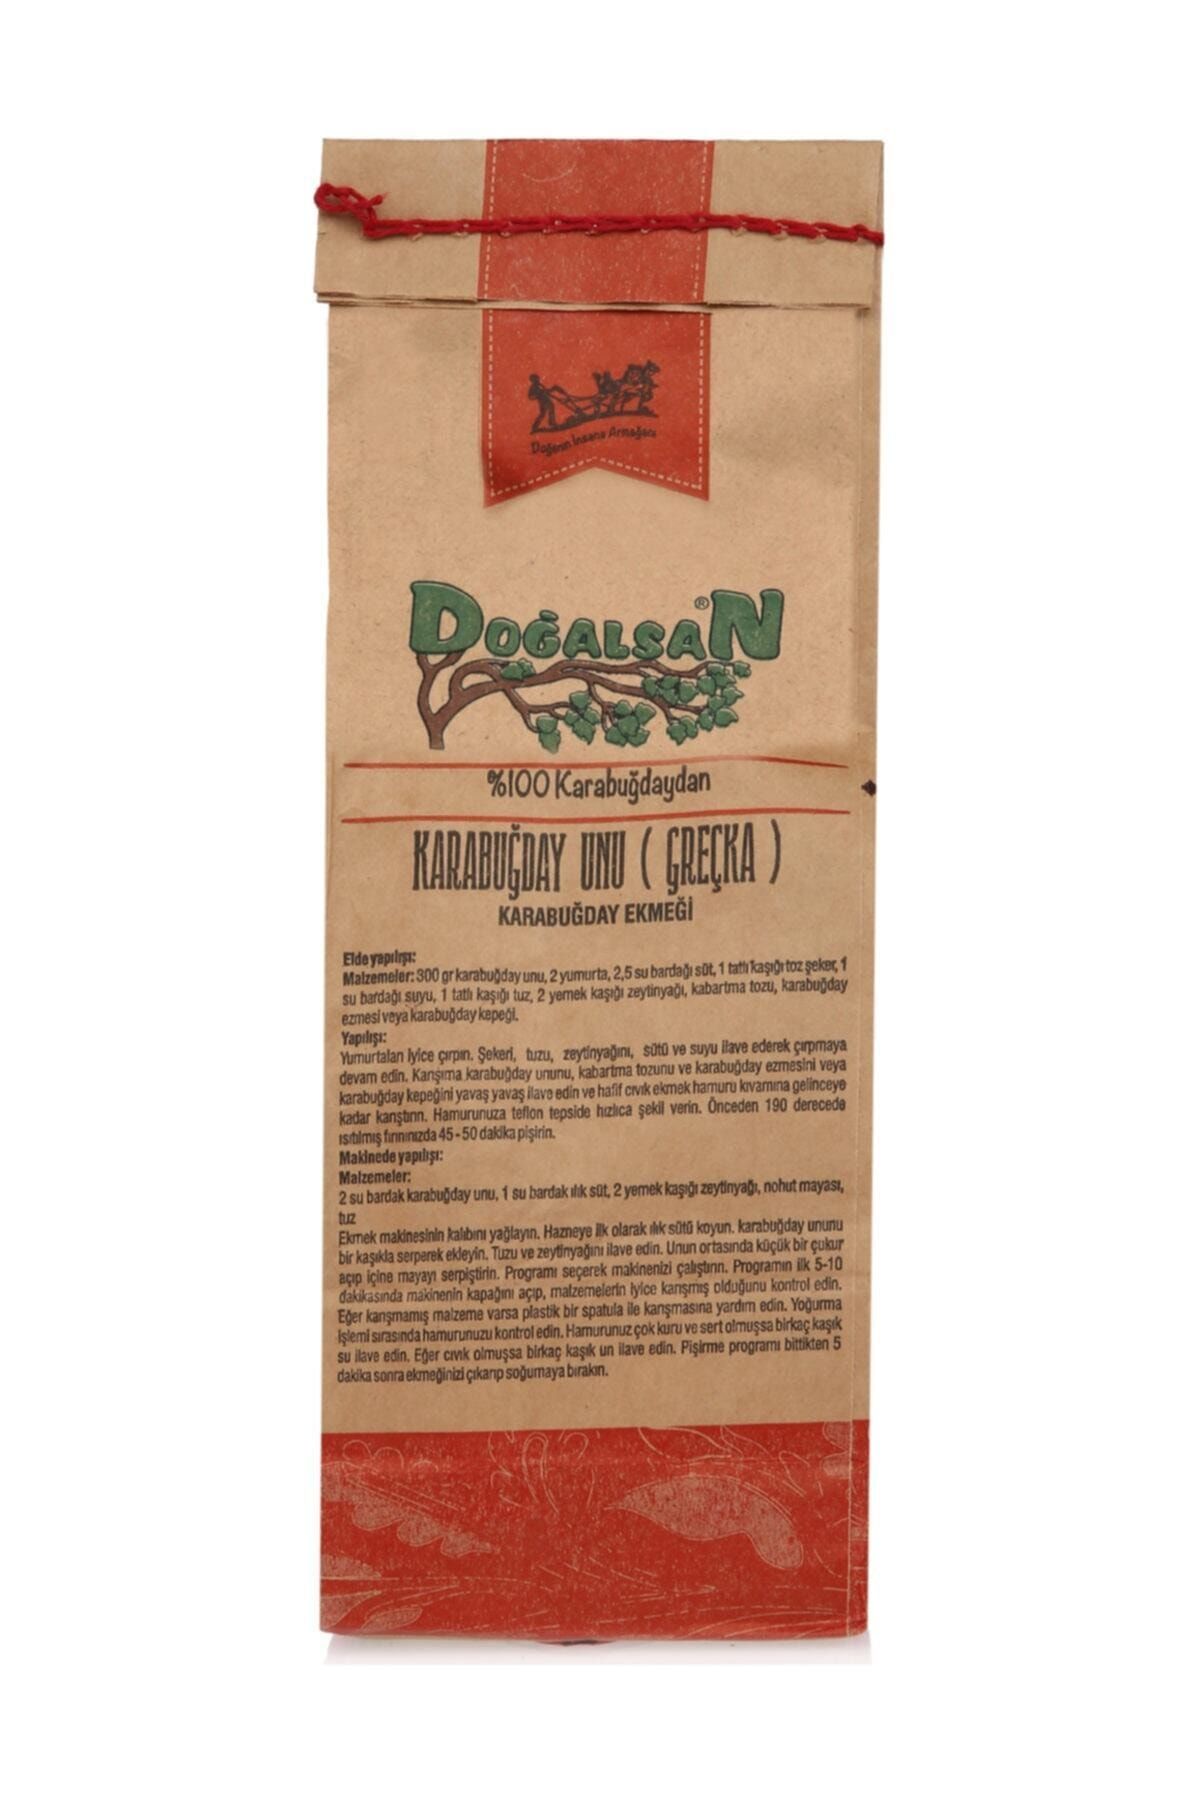 Doğanın İnsana Armağanı
DOĞALSAN®
%100 Karabuğdaydan
KARABUĞDAY UNU ( GREÇKA )
KARABUĞDAY EKMEĞİ
Elde yapılışı:
Malzemeler: 300 gr karabuğday unu, 2 yumurta, 2,5 su bardağı süt, 1 tatlı kaşığı toz şeker, 1
su bardağı suyu, 1 tatlı kaşığı tuz, 2 yemek kaşığı zeytinyağı, kabartma tozu, karabuğday
ezmesi veya karabuğday kepeği.
Yapılışı:
Yumurtaları iyice çırpın. Şekeri, tuzu, zeytinyağını, sütü ve suyu ilave ederek çırpmaya
devam edin. Karışıma karabuğday ununu, kabartma tozunu ve karabuğday ezmesini veya
karabuğday kepeğini yavaş yavaş ilave edin ve hafif cıvık ekmek hamuru kıvamına gelinceye
kadar karıştırın. Hamurunuza teflon tepside hızlıca şekil verin. Önceden 190 derecede
ısıtılmış fırınınızda 45 - 50 dakika pişirin.
Makinede yapılışı:
Malzemeler:
2 su bardak karabuğday unu, 1 su bardak ılık süt, 2 yemek kaşığı zeytinyağı, nohut mayası,
tuz
Ekmek makinesinin kalıbını yağlayın. Hazneye ilk olarak ılık sütü koyun. karabuğday ununu
bir kaşıkla serperek ekleyin. Tuzu ve zeytinyağını ilave edin. Unun ortasında küçük bir çukur
açıp içine mayayı serpiştirin. Programı seçerek makinenizi çalıştırın. Programın ilk 5-10
dakikasında makinenin kapağını açıp, malzemelerin iyice karışmış olduğunu kontrol edin.
Eğer karışmamış malzeme varsa plastik bir spatula ile karışmasına yardım edin. Yoğurma
işlemi sırasında hamurunuzu kontrol edin. Hamurunuz çok kuru ve sert olmuşsa birkaç kaşık
su ilave edin. Eğer cıvık olmuşsa birkaç kaşık un ilave edin. Pişirme programı bittikten 5
dakika sonra ekmeğinizi çıkarıp soğumaya bırakın.